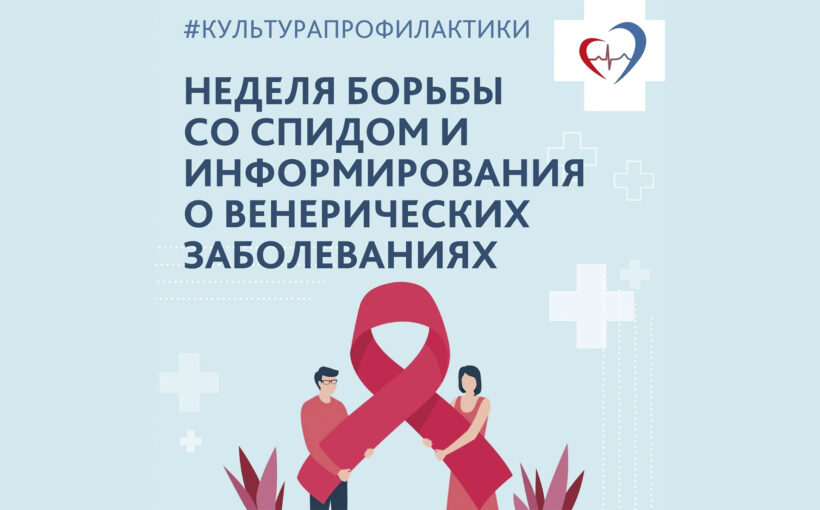 #КУЛЬТУРАПРОФИЛАКТИКИ
НЕДЕЛЯ БОРЬБЫ
СО СПИДОМ И
ИНФОРМИРОВАНИЯ
О ВЕНЕРИЧЕСКИХ
ЗАБОЛЕВАНИЯХ